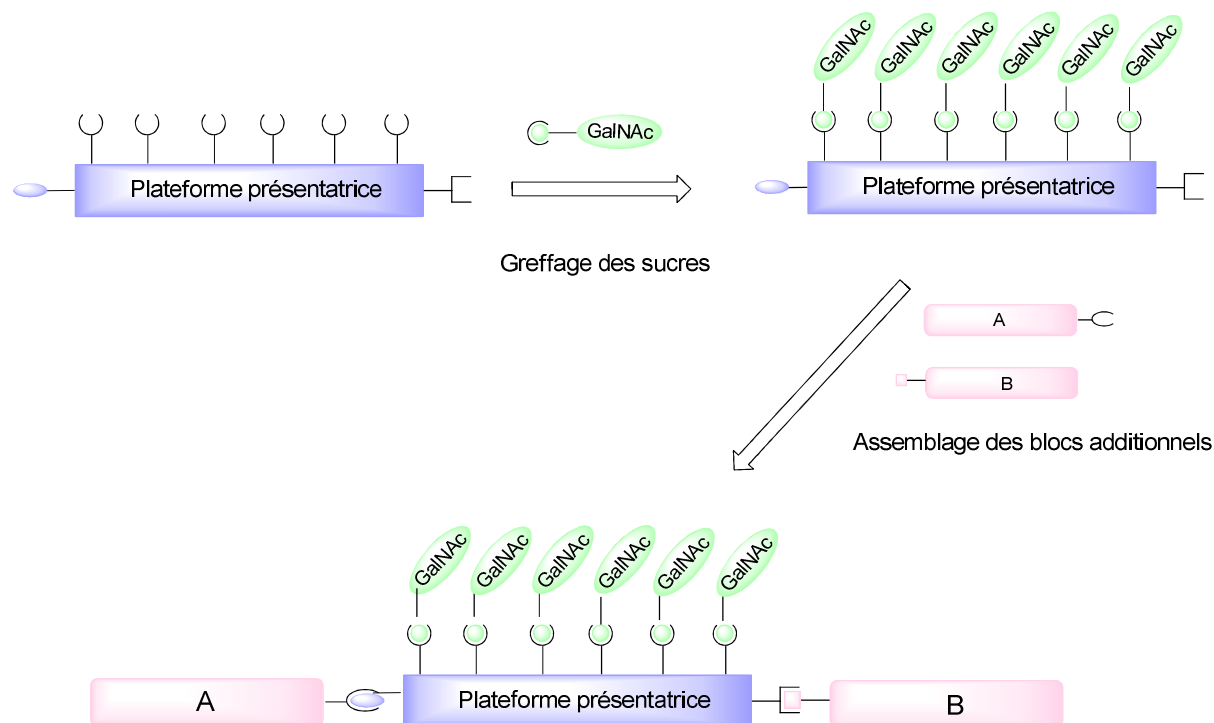 GalNAc GalNAc GalNAc GalNAc GalNAc GalNAc
GalNAc
Plateforme présentatrice
Plateforme présentatrice
Greffage des sucres
A
B
Assemblage des blocs additionnels
GalNAc GalNAc GalNAc GalNAc GalNAc GalNAc
A
Plateforme présentatrice
B